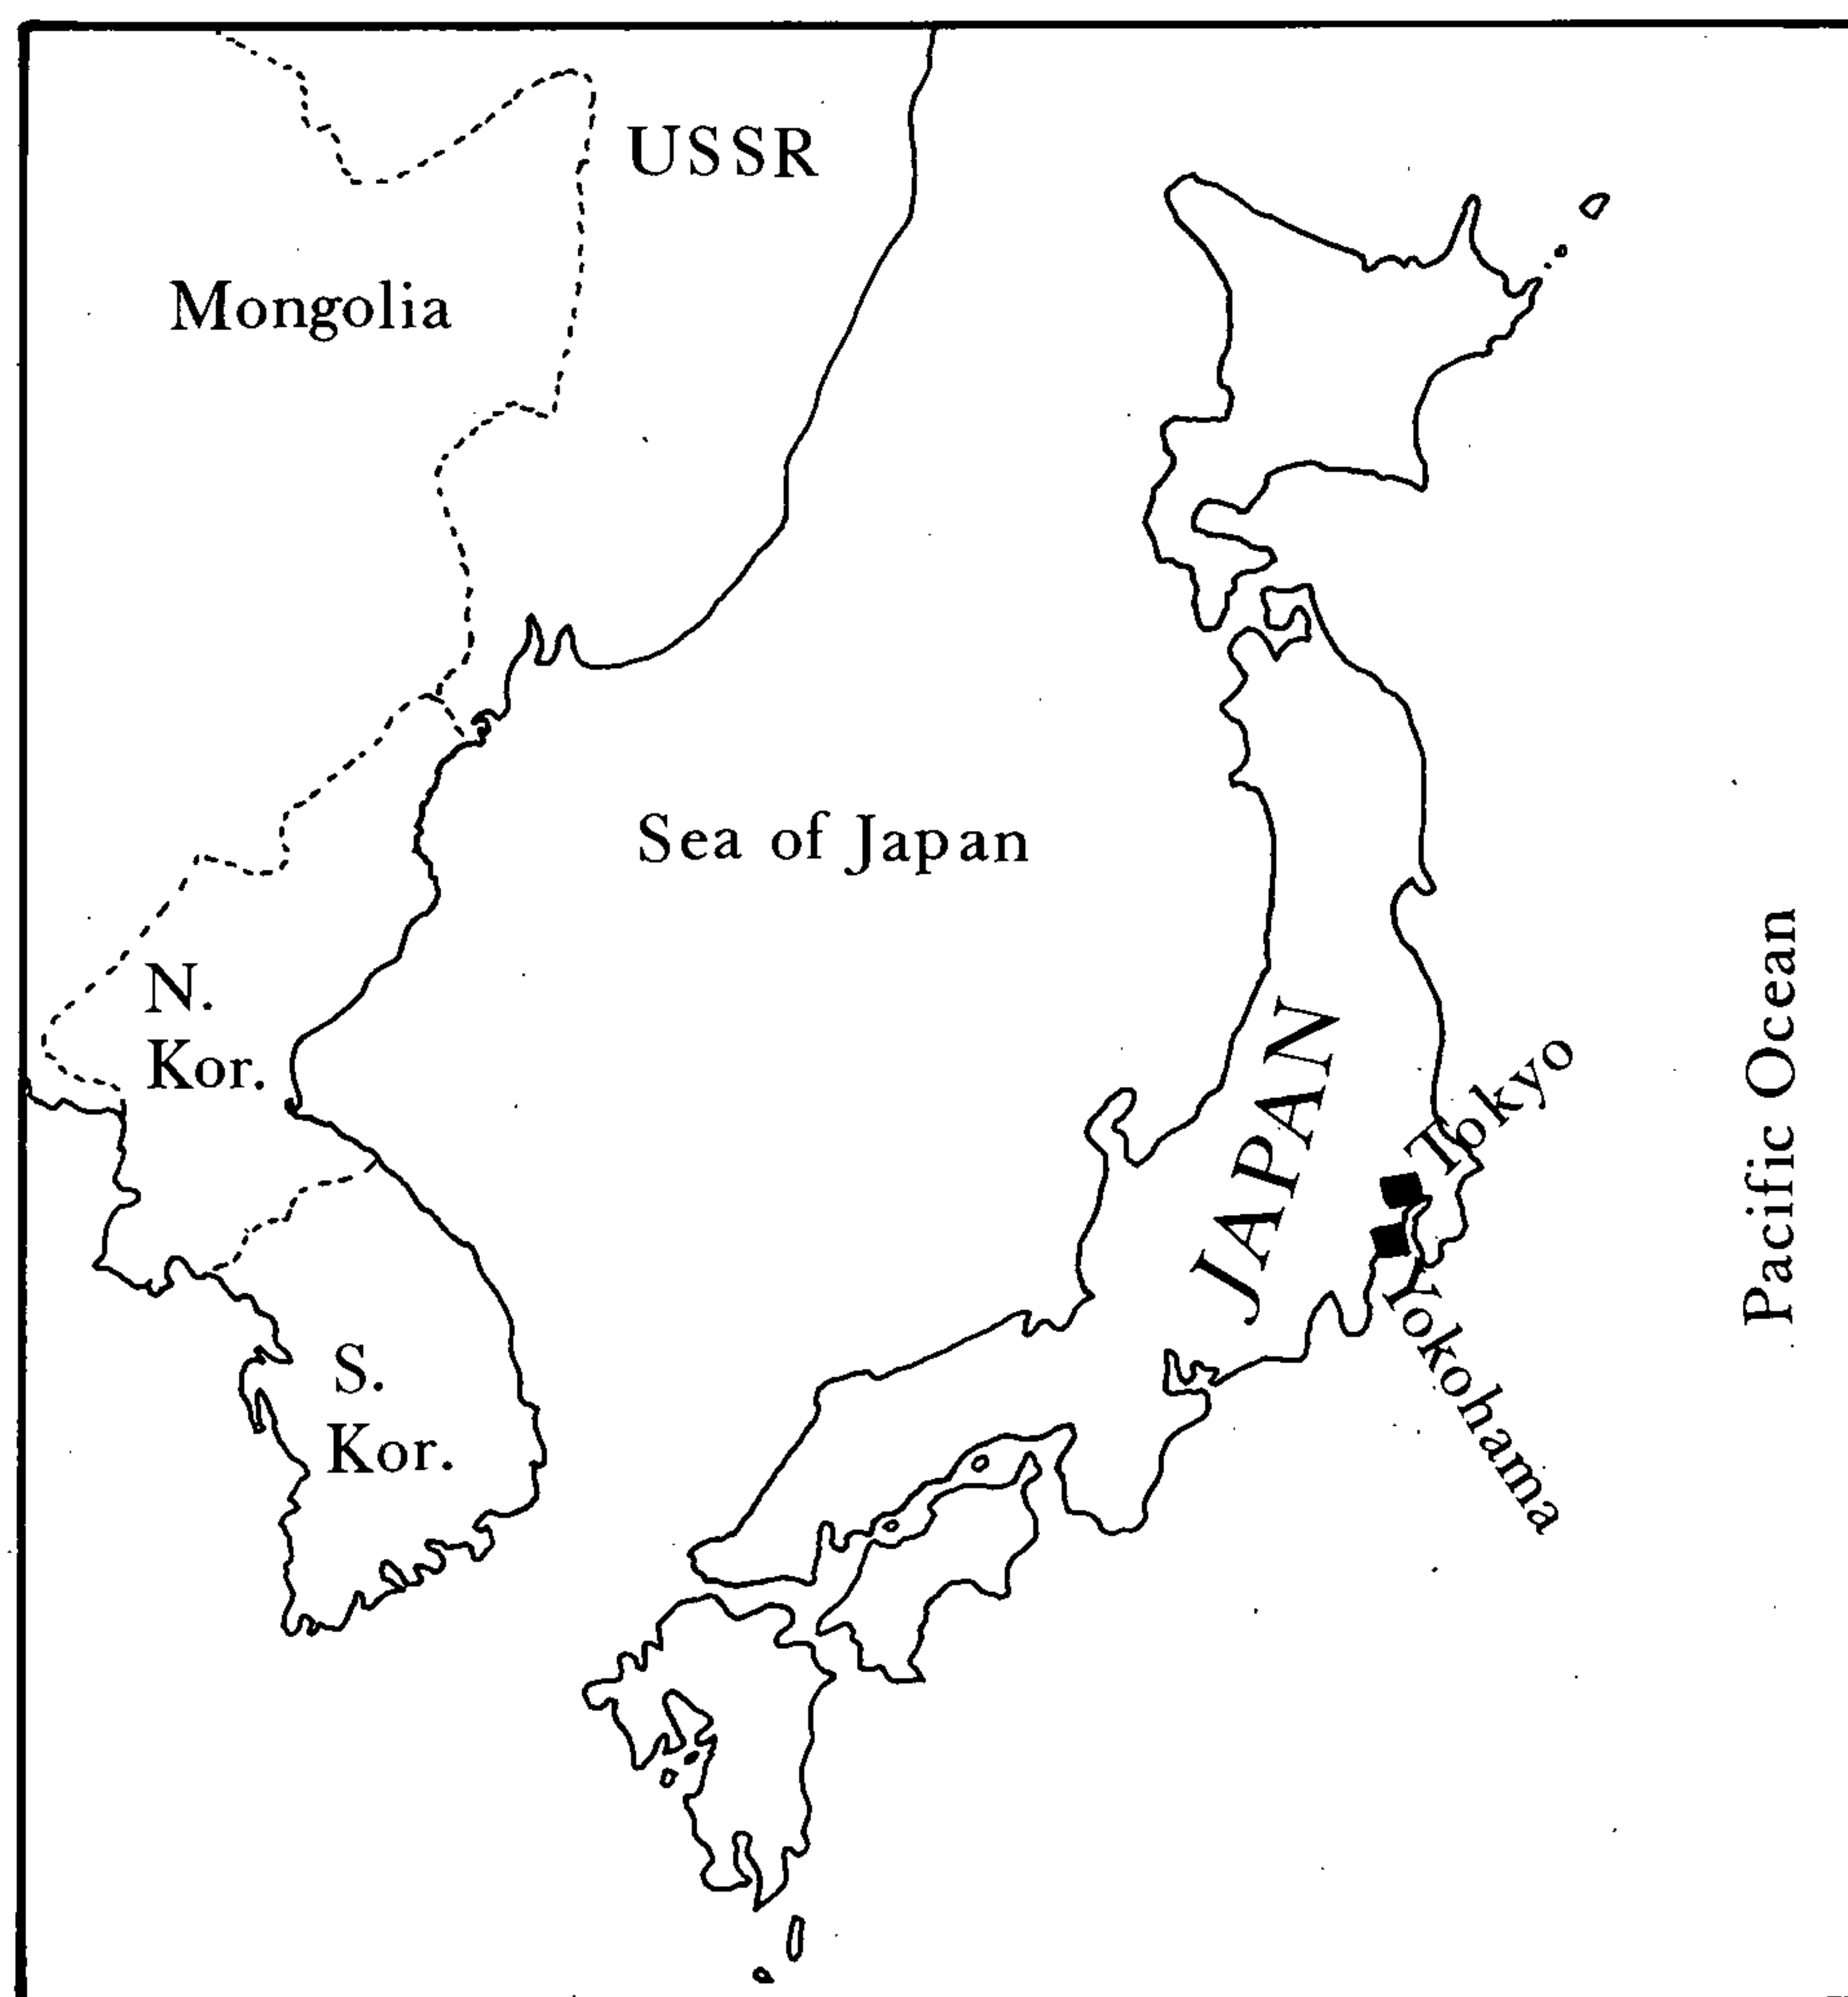 USSR
Mongolia
Sea of Japan
N.
Kor.
JAPAN
Tokyo
Pacific Ocean
Yokohama
S.
Kor.